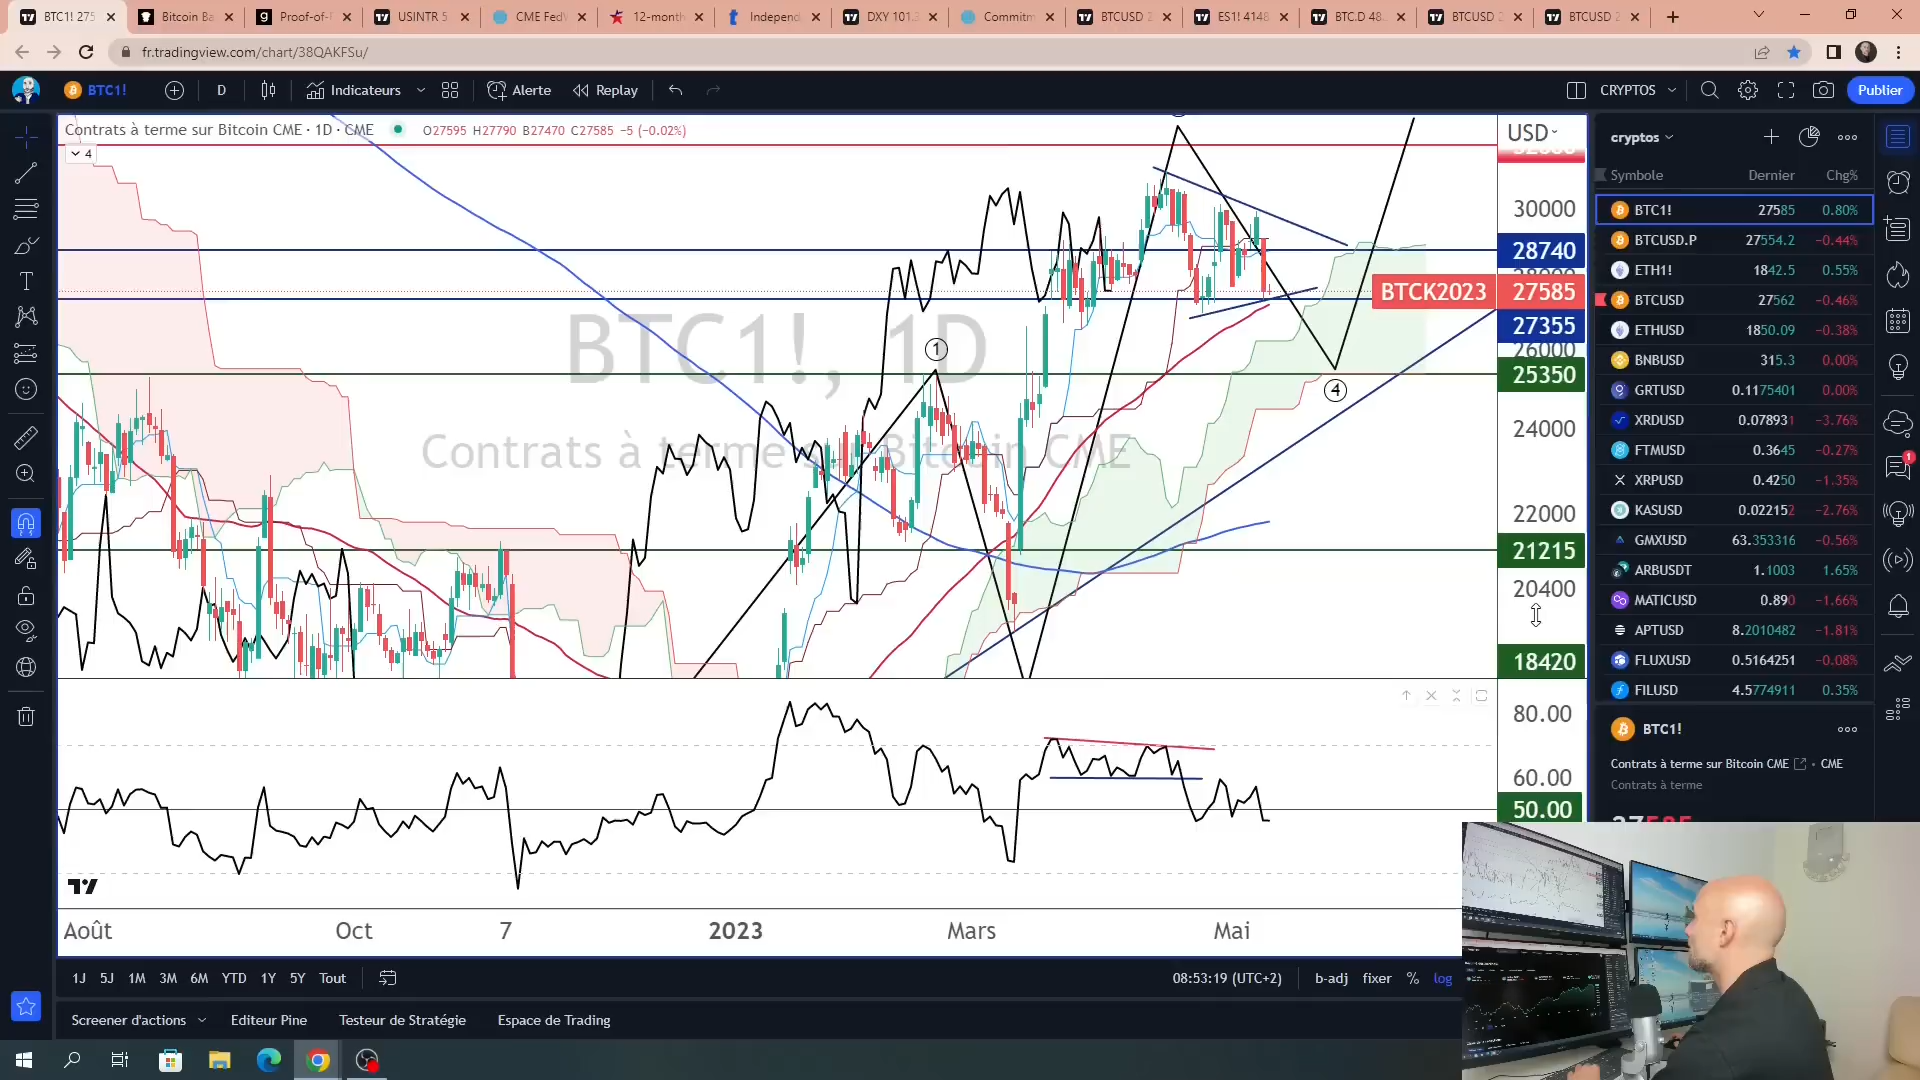 BTC1! 275
Bitcoin Ba
Proof-of-
USINTR 5
CME Fed
12-month
Independ
DXY 101.
Commitm
BTCUSD 2
ES1! 4148
BTC.D 48.
BTCUSD 2
BTCUSD 2
fr.tradingview.com/chart/38QAKFSu/
BTC1!
D
Indicateurs
Alerte
Replay
CRYPTOS
Publier
Contrats à terme sur Bitcoin CME · 1D · CME
O27595 H27790 B27470 C27585 −5 (−0.02%)
4
USD
cryptos
Symbole Dernier Chg%
BTC1! 27585 0.80%
BTCUSD.P 27554.2 −0.44%
ETH1! 1842.5 0.55%
BTCUSD 27562 −0.46%
ETHUSD 1850.09 −0.38%
BNBUSD 315.3 0.00%
GRTUSD 0.1175401 0.00%
XRDUSD 0.078931 −3.76%
FTMUSD 0.3645 −0.27%
XRPUSD 0.4250 −1.35%
KASUSD 0.022152 −2.76%
GMXUSD 63.353316 −0.56%
ARBUSDT 1.1003 1.65%
MATICUSD 0.890 −1.66%
APTUSD 8.2010482 −1.81%
FLUXUSD 0.5164251 −0.08%
FILUSD 4.5774911 0.35%
1
30000
28740
BTCK2023 27585
27355
26000
25350
24000
22000
21215
20400
18420
BTC1!, 1D
Contrats à terme sur Bitcoin CME
1
4
80.00
60.00
50.00
BTC1!
Contrats à terme sur Bitcoin CME • CME
Contrats à terme
Août Oct 7 2023 Mars Mai
1J 5J 1M 3M 6M YTD 1Y 5Y Tout
08:53:19 (UTC+2)
b-adj fixer % log
Screener d'actions
Editeur Pine
Testeur de Stratégie
Espace de Trading